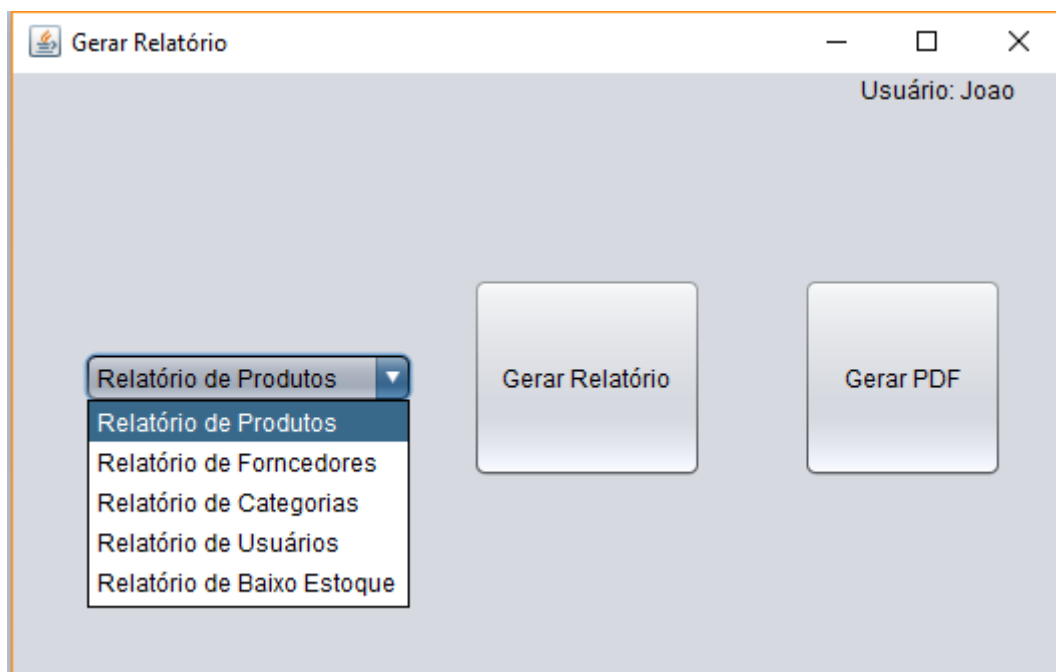 Gerar Relatório
Usuário: Joao
Relatório de Produtos
Gerar Relatório
Gerar PDF
Relatório de Produtos
Relatório de Forncedores
Relatório de Categorias
Relatório de Usuários
Relatório de Baixo Estoque